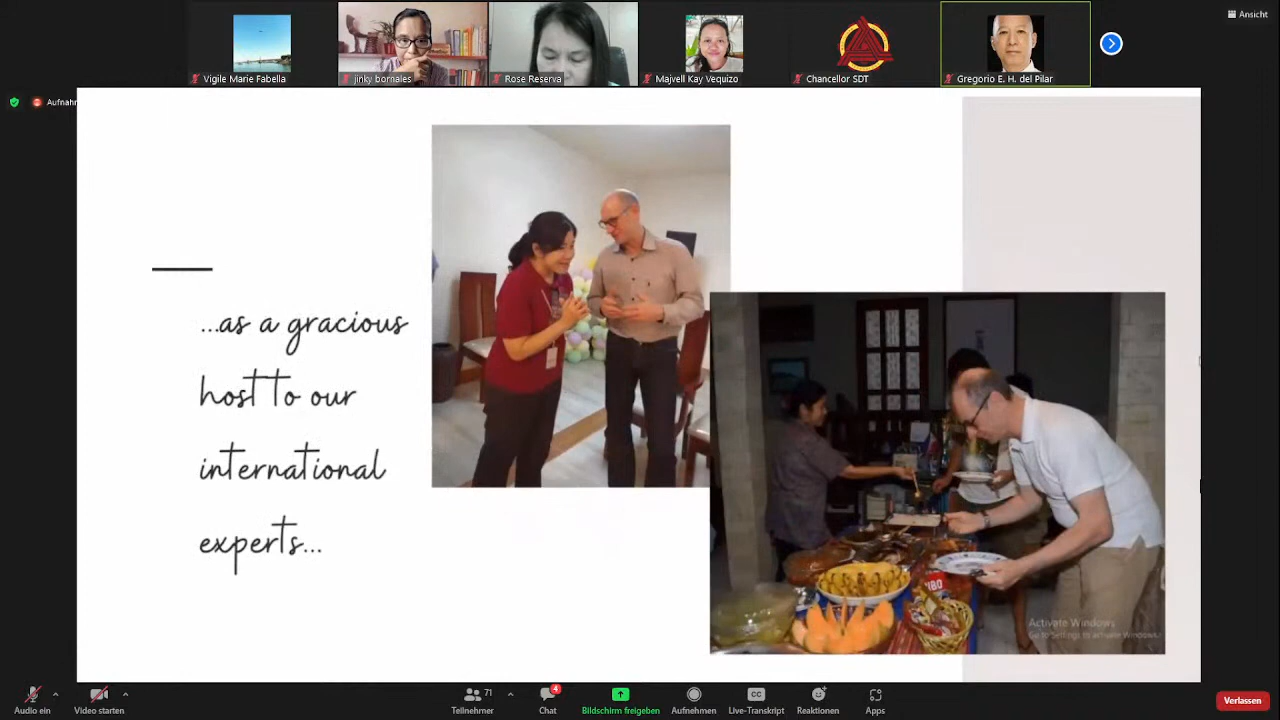 Ansicht
Vigile Marie Fabella
jinky bornales
Rose Reserva
Majvell Kay Vequizo
Chancellor SDT
Gregorio E. H. del Pilar
Aufnahm
...as a gracious
host to our
international
experts...
Activate Windows
Go to Settings to activate Windows.
Audio ein
Video starten
71
Teilnehmer
4
Chat
Bildschirm freigeben
Aufnehmen
CC
Live-Transkript
Reaktionen
Apps
Verlassen